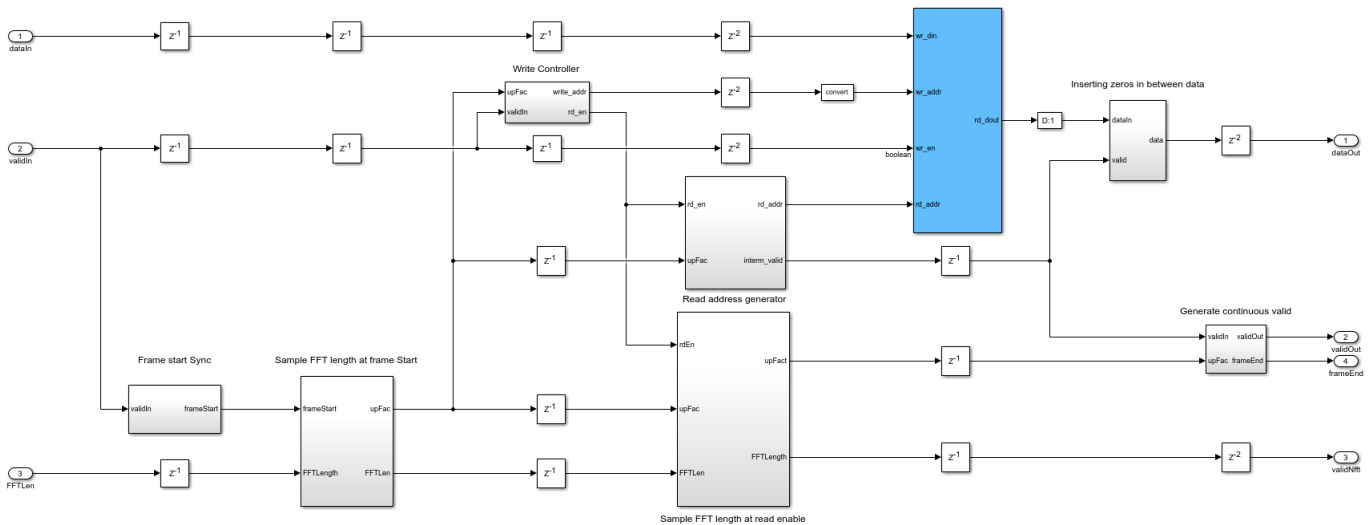 1
dataIn
z-1
z-1
z-1
z-2
wr_din
Write Controller
upFac
validIn
write_addr
rd_en
z-2
convert
wr_addr
rd_dout
D:1
Inserting zeros in between data
dataIn
valid
data
z-2
1
dataOut
2
validIn
z-1
z-1
z-1
z-2
boolean
wr_en
rd_en
upFac
rd_addr
interm_valid
Read address generator
rd_addr
z-1
z-1
Generate continuous valid
validIn
upFac
validOut
frameEnd
2
validOut
4
frameEnd
Frame start Sync
validIn
frameStart
Sample FFT length at frame Start
frameStart
FFTLength
upFac
FFTLen
z-1
z-1
rdEn
upFac
FFTLen
upFact
FFTLength
Sample FFT length at read enable
z-1
z-1
z-2
3
validNfft
3
FFTLen
z-1